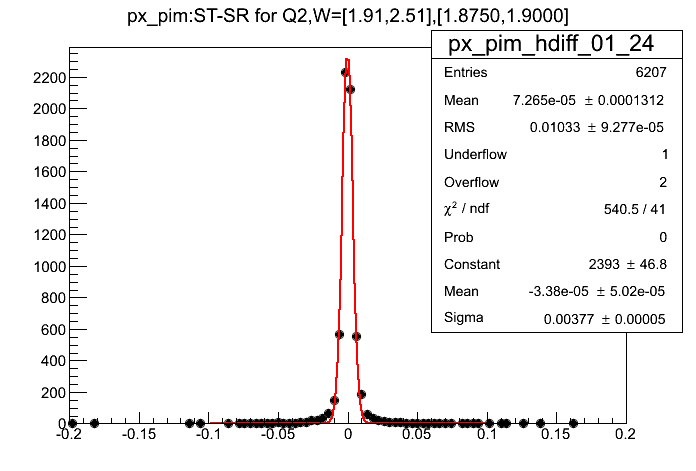 px_pim:ST-SR for Q2,W=[1.91,2.51],[1.8750,1.9000]
px_pim_hdiff_01_24
Entries 6207
Mean 7.265e-05 ± 0.0001312
RMS 0.01033 ± 9.277e-05
Underflow 1
Overflow 2
χ² / ndf 540.5 / 41
Prob 0
Constant 2393 ± 46.8
Mean -3.38e-05 ± 5.02e-05
Sigma 0.00377 ± 0.00005
2200
2000
1800
1600
1400
1200
1000
800
600
400
200
0
-0.2 -0.15 -0.1 -0.05 0 0.05 0.1 0.15 0.2